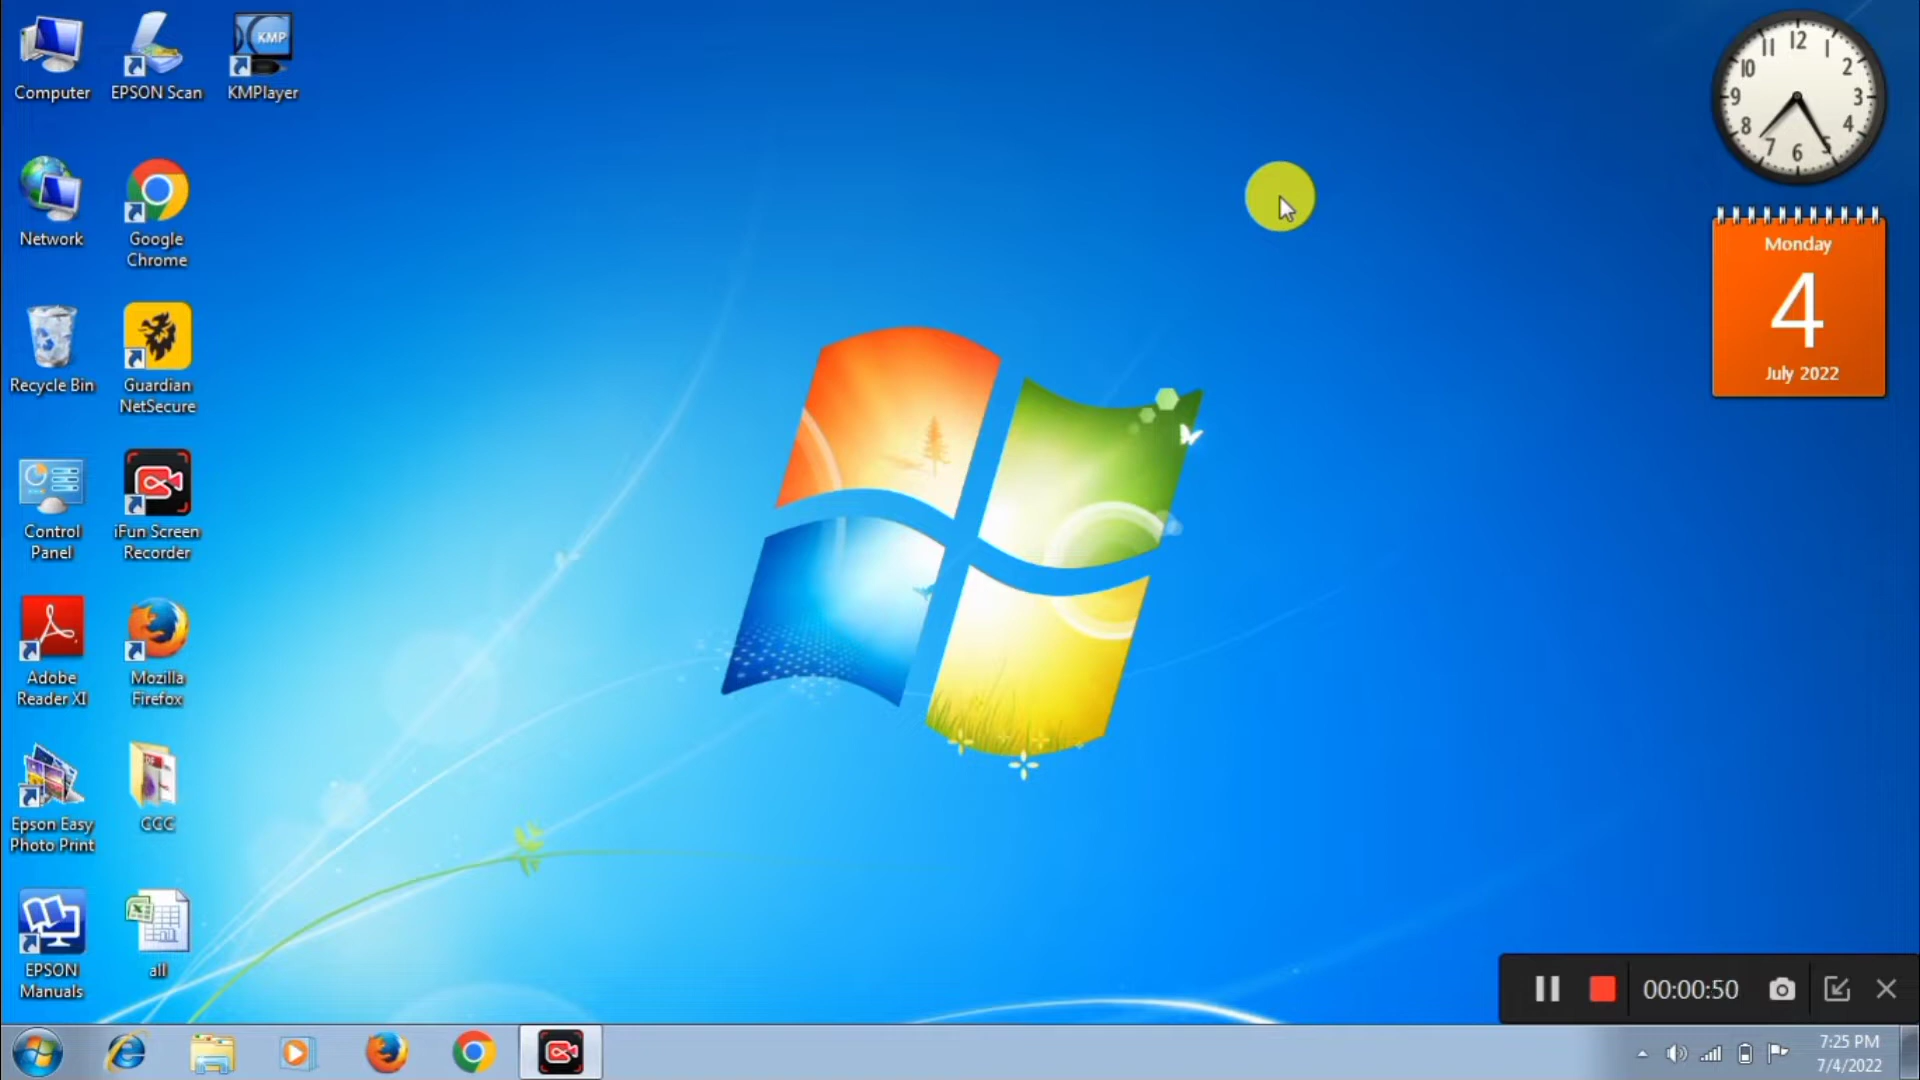 Computer
EPSON Scan
KMP
KMPlayer
Network
Google
Chrome
Recycle Bin
Guardian
NetSecure
Control
Panel
iFun Screen
Recorder
Adobe
Reader XI
Mozilla
Firefox
Epson Easy
Photo Print
CCC
EPSON
Manuals
all
12
1
2
3
4
5
6
7
8
9
10
11
Monday
4
July 2022
00:00:50
7:25 PM
7/4/2022